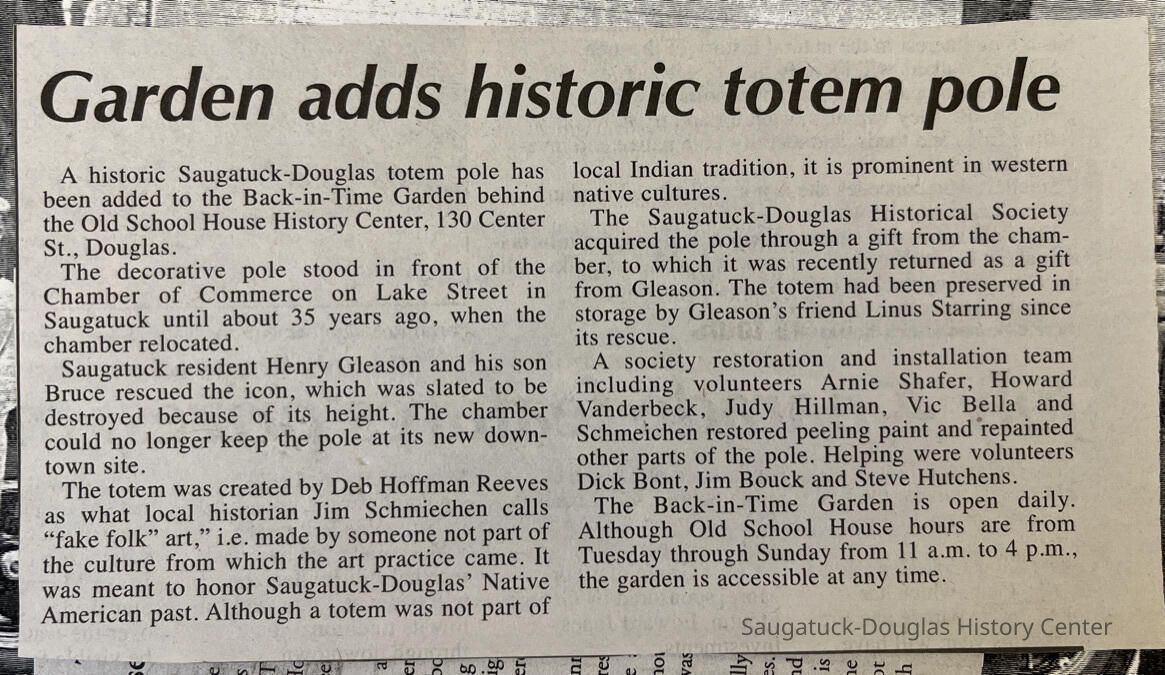 Garden adds historic totem pole
A historic Saugatuck-Douglas totem pole has
been added to the Back-in-Time Garden behind
the Old School House History Center, 130 Center
St., Douglas.
The decorative pole stood in front of the
Chamber of Commerce on Lake Street in
Saugatuck until about 35 years ago, when the
chamber relocated.
Saugatuck resident Henry Gleason and his son
Bruce rescued the icon, which was slated to be
destroyed because of its height. The chamber
could no longer keep the pole at its new down-
town site.
The totem was created by Deb Hoffman Reeves
as what local historian Jim Schmiechen calls
“fake folk” art,” i.e. made by someone not part of
the culture from which the art practice came. It
was meant to honor Saugatuck-Douglas’ Native
American past. Although a totem was not part of
local Indian tradition, it is prominent in western
native cultures.
The Saugatuck-Douglas Historical Society
acquired the pole through a gift from the cham-
ber, to which it was recently returned as a gift
from Gleason. The totem had been preserved in
storage by Gleason’s friend Linus Starring since
its rescue.
A society restoration and installation team
including volunteers Arnie Shafer, Howard
Vanderbeck, Judy Hillman, Vic Bella and
Schmeichen restored peeling paint and repainted
other parts of the pole. Helping were volunteers
Dick Bont, Jim Bouck and Steve Hutchens.
The Back-in-Time Garden is open daily.
Although Old School House hours are from
Tuesday through Sunday from 11 a.m. to 4 p.m.,
the garden is accessible at any time.
Saugatuck-Douglas History Center